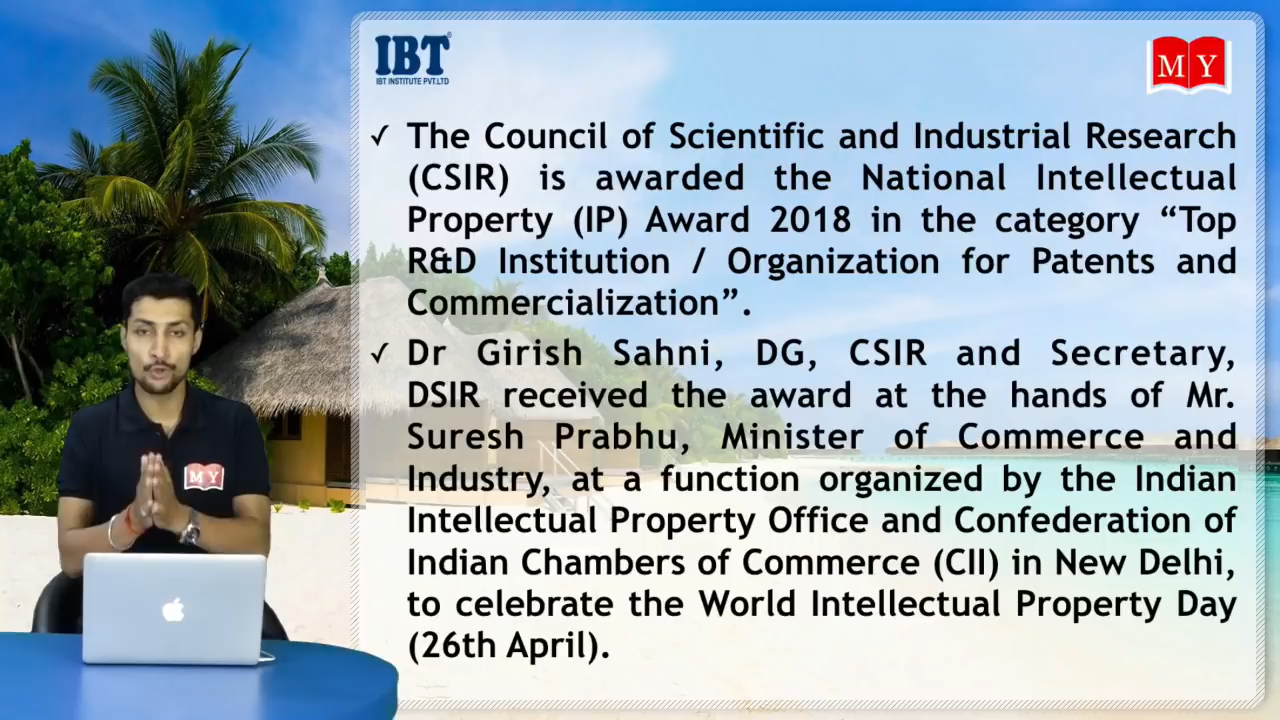 IBT
IBT INSTITUTE PVT.LTD
M Y
✓ The Council of Scientific and Industrial Research
(CSIR) is awarded the National Intellectual
Property (IP) Award 2018 in the category “Top
R&D Institution / Organization for Patents and
Commercialization”.
✓ Dr Girish Sahni, DG, CSIR and Secretary,
DSIR received the award at the hands of Mr.
Suresh Prabhu, Minister of Commerce and
Industry, at a function organized by the Indian
Intellectual Property Office and Confederation of
Indian Chambers of Commerce (CII) in New Delhi,
to celebrate the World Intellectual Property Day
(26th April).
M Y